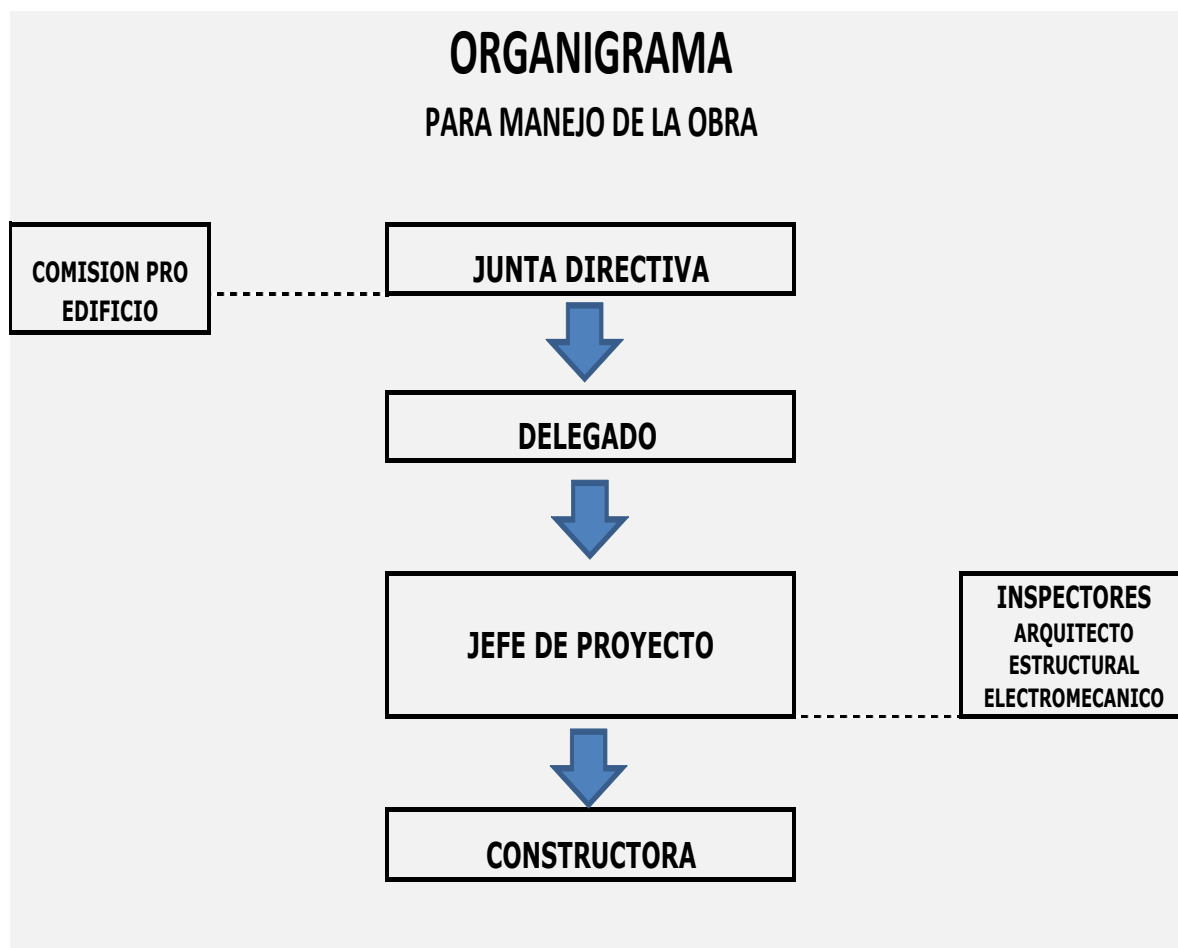 ORGANIGRAMA
PARA MANEJO DE LA OBRA
COMISION PRO
EDIFICIO
JUNTA DIRECTIVA
DELEGADO
JEFE DE PROYECTO
INSPECTORES
ARQUITECTO
ESTRUCTURAL
ELECTROMECANICO
CONSTRUCTORA